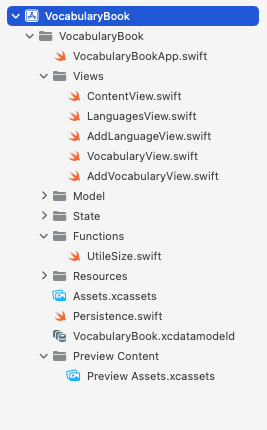 VocabularyBook
VocabularyBook
VocabularyBookApp.swift
Views
ContentView.swift
LanguagesView.swift
AddLanguageView.swift
VocabularyView.swift
AddVocabularyView.swift
Model
State
Functions
UtileSize.swift
Resources
Assets.xcassets
Persistence.swift
VocabularyBook.xcdatamodeld
Preview Content
Preview Assets.xcassets